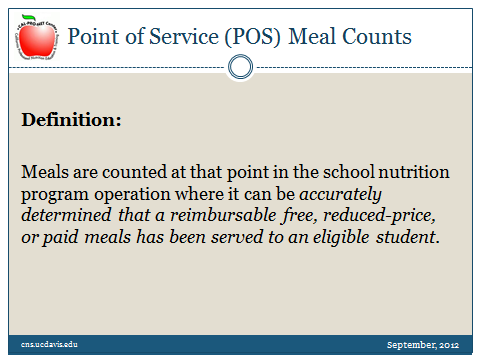 Point of Service (POS) Meal Counts
Definition:
Meals are counted at that point in the school nutrition
program operation where it can be accurately
determined that a reimbursable free, reduced-price,
or paid meals has been served to an eligible student.
cns.ucdavis.edu
September, 2012